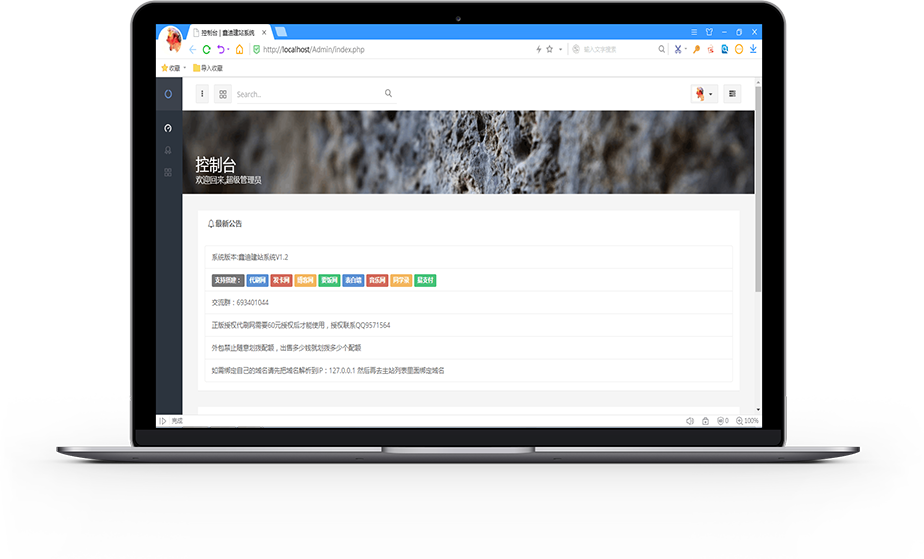 控制台 | 鑫迪建站系统
http://localhost/Admin/index.php
输入文字搜索
收藏
导入收藏
Search..
控制台
欢迎回来,超级管理员
最新公告
系统版本:鑫迪建站系统V1.2
支持搭建: 代刷网 发卡网 博客网 要饭网 表白墙 音乐网 同学录 易支付
交流群：693401044
正版授权代刷网需要60元授权后才能使用，授权联系QQ9571564
外包禁止随意划拨配额，出售多少钱就划拨多少个配额
如需绑定自己的域名请先把域名解析到IP：127.0.0.1 然后再去主站列表里面绑定域名
完成
0
100%